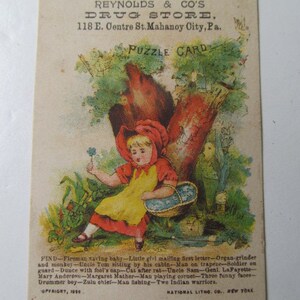 REYNOLDS & CO'S
DRUG STORE,
118 E. Centre St. Mahanoy City, Pa.
PUZZLE CARD
FIND—Fireman saving baby—Little girl mailing first letter—Organ-grinder
and monkey—Uncle Tom sitting by his cabin—Man on trapeze—Soldier on
guard—Dunce with fool's cap—Cat after rat—Uncle Sam—Genl. LaFayette—
Mary Anderson—Margaret Mather—Man playing cornet—Three funny faces—
Drummer boy—Zulu chief—Man fishing—Two Indian warriors.
NATIONAL LITHO. CO. NEW YORK